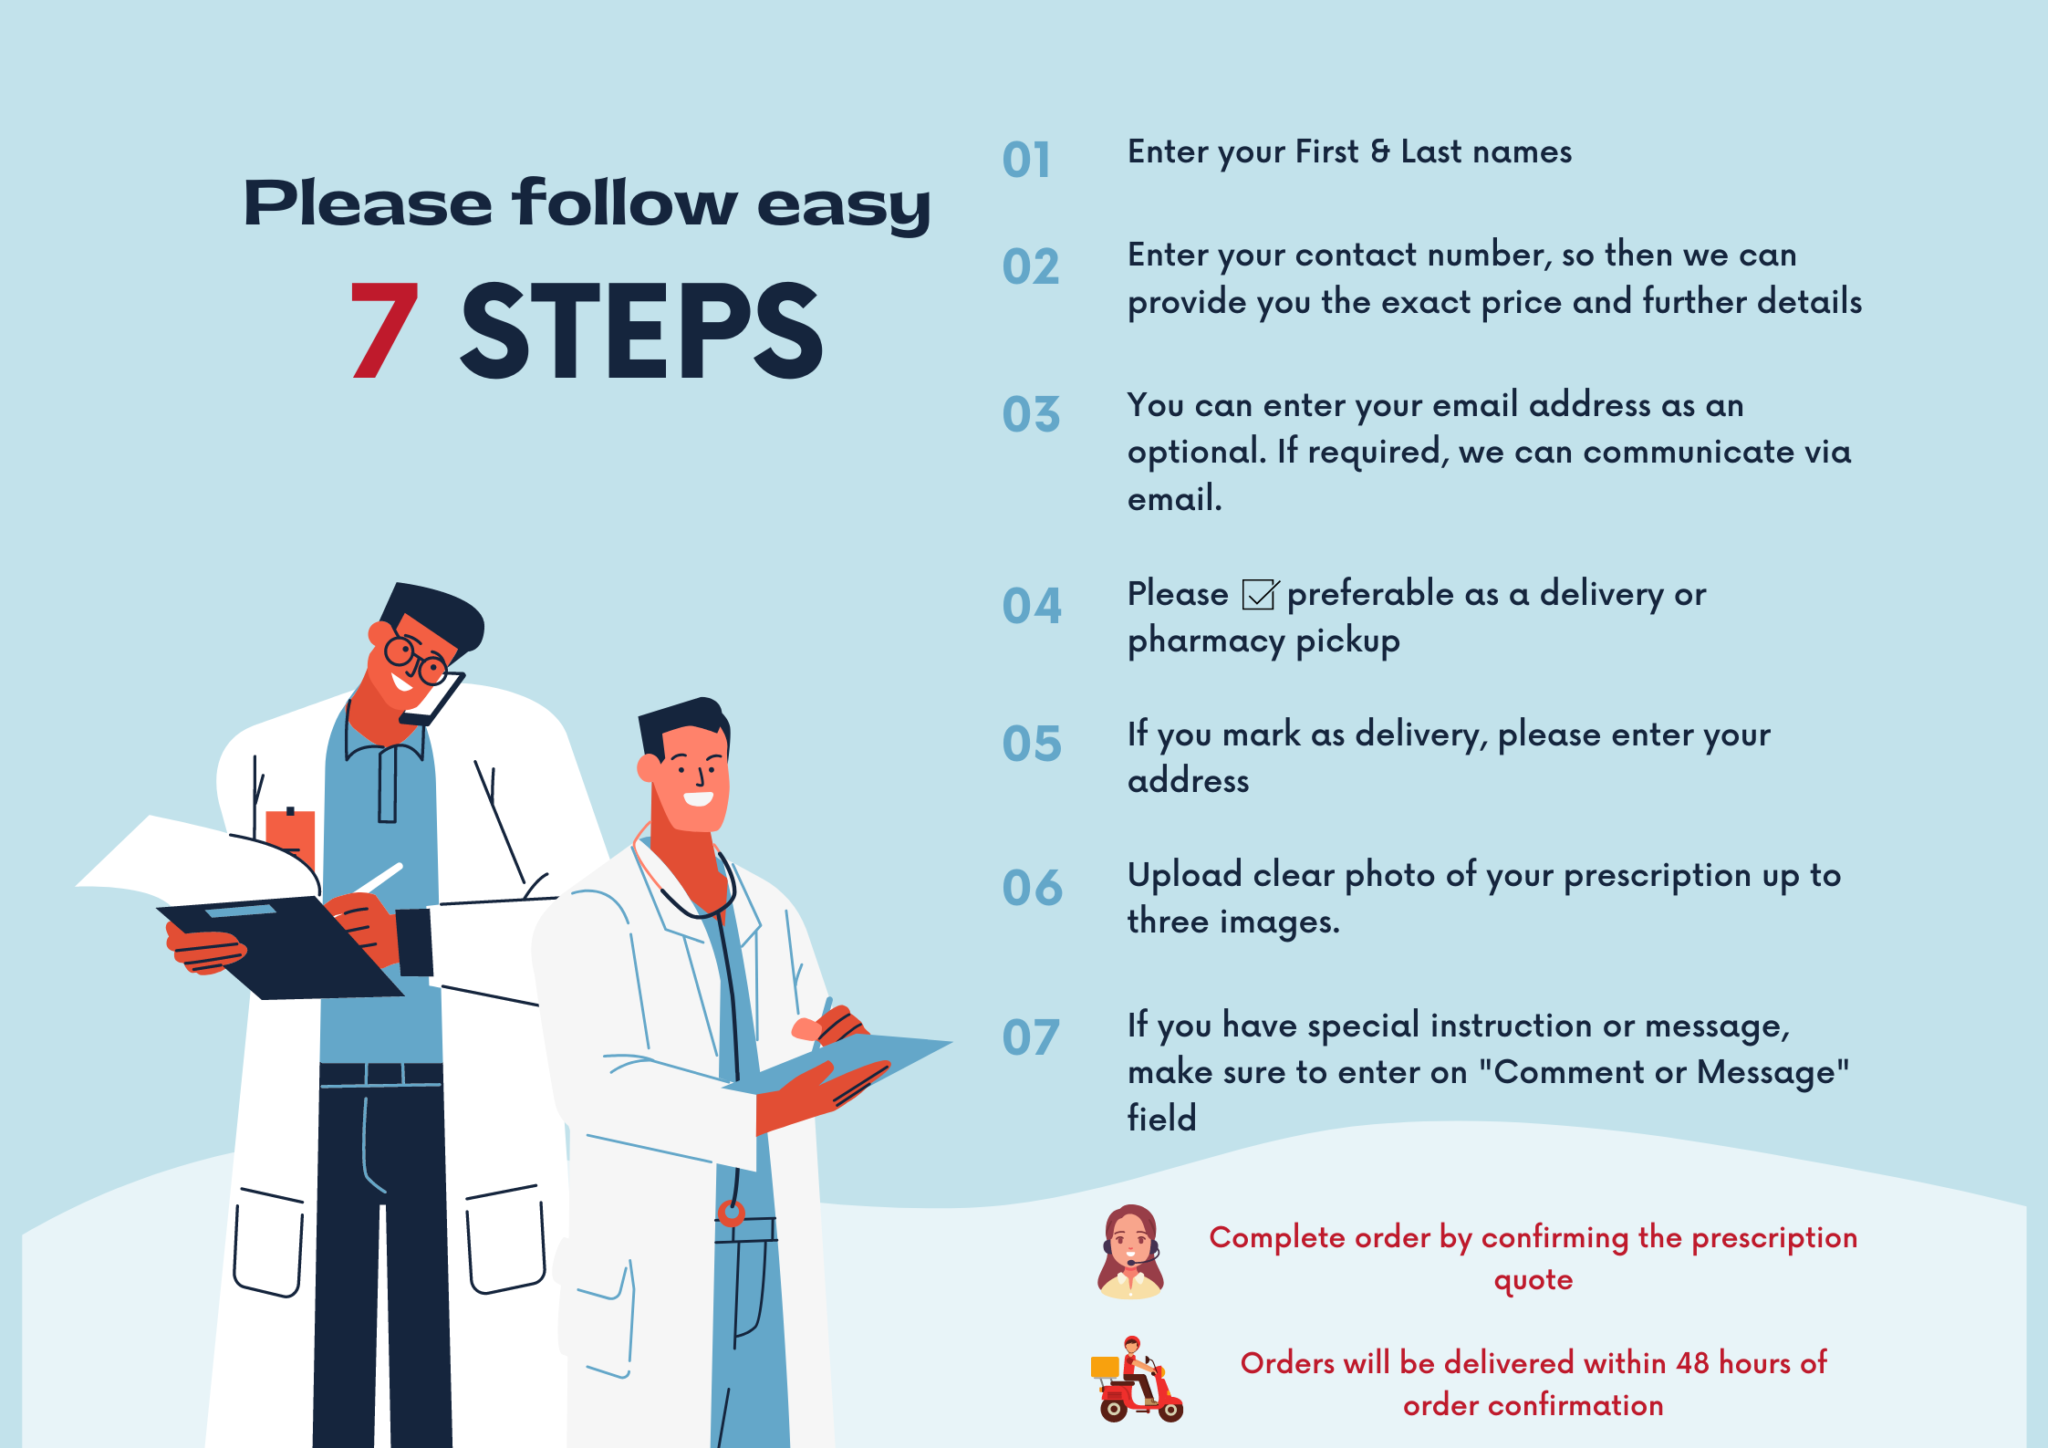 Please follow easy
7 STEPS
01
Enter your First & Last names
02
Enter your contact number, so then we can
provide you the exact price and further details
03
You can enter your email address as an
optional. If required, we can communicate via
email.
04
Please ☑ preferable as a delivery or
pharmacy pickup
05
If you mark as delivery, please enter your
address
06
Upload clear photo of your prescription up to
three images.
07
If you have special instruction or message,
make sure to enter on "Comment or Message"
field
Complete order by confirming the prescription
quote
Orders will be delivered within 48 hours of
order confirmation